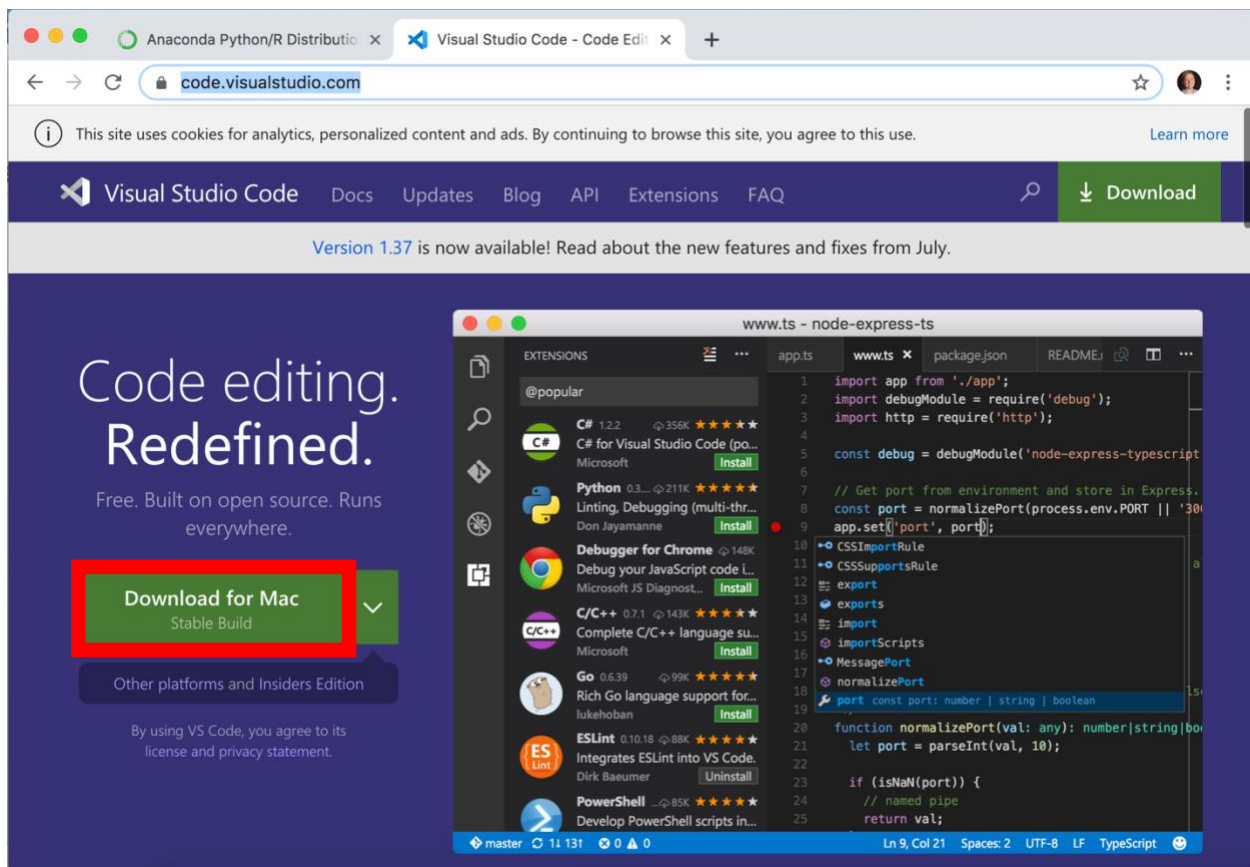 Anaconda Python/R Distributio
Visual Studio Code - Code Edit
code.visualstudio.com
This site uses cookies for analytics, personalized content and ads. By continuing to browse this site, you agree to this use.
Learn more
Visual Studio Code
Docs
Updates
Blog
API
Extensions
FAQ
Download
Version 1.37 is now available! Read about the new features and fixes from July.
Code editing.
Redefined.
Free. Built on open source. Runs
everywhere.
Download for Mac
Stable Build
Other platforms and Insiders Edition
By using VS Code, you agree to its
license and privacy statement.
www.ts - node-express-ts
EXTENSIONS
@popular
C# 1.2.2 356K
C# for Visual Studio Code (po...
Microsoft Install
Python 0.3.... 211K
Linting, Debugging (multi-thr...
Don Jayamanne Install
Debugger for Chrome 148K
Debug your JavaScript code i...
Microsoft JS Diagnost... Install
C/C++ 0.7.1 143K
Complete C/C++ language su...
Microsoft Install
Go 0.6.39 99K
Rich Go language support for...
lukehoban Install
ESLint 0.10.18 88K
Integrates ESLint into VS Code.
Dirk Baeumer Uninstall
PowerShell ... 85K
Develop PowerShell scripts in...
C#
C/C++
ES
Lint
app.ts www.ts package.json README.
1 import app from './app';
2 import debugModule = require('debug');
3 import http = require('http');
4
5 const debug = debugModule('node-express-typescript
6
7 // Get port from environment and store in Express.
8 const port = normalizePort(process.env.PORT || '300
9 app.set('port', port);
10 CSSImportRule
11 CSSSupportsRule a
12 export
13 exports
14 import
15 importScripts
16 MessagePort
17 normalizePort
18 port const port: number | string | boolean lse
19
20 function normalizePort(val: any): number|string|boo
21 let port = parseInt(val, 10);
22
23 if (isNaN(port)) {
24 // named pipe
25 return val;
master 1↓ 13↑ 0 0 Ln 9, Col 21 Spaces: 2 UTF-8 LF TypeScript